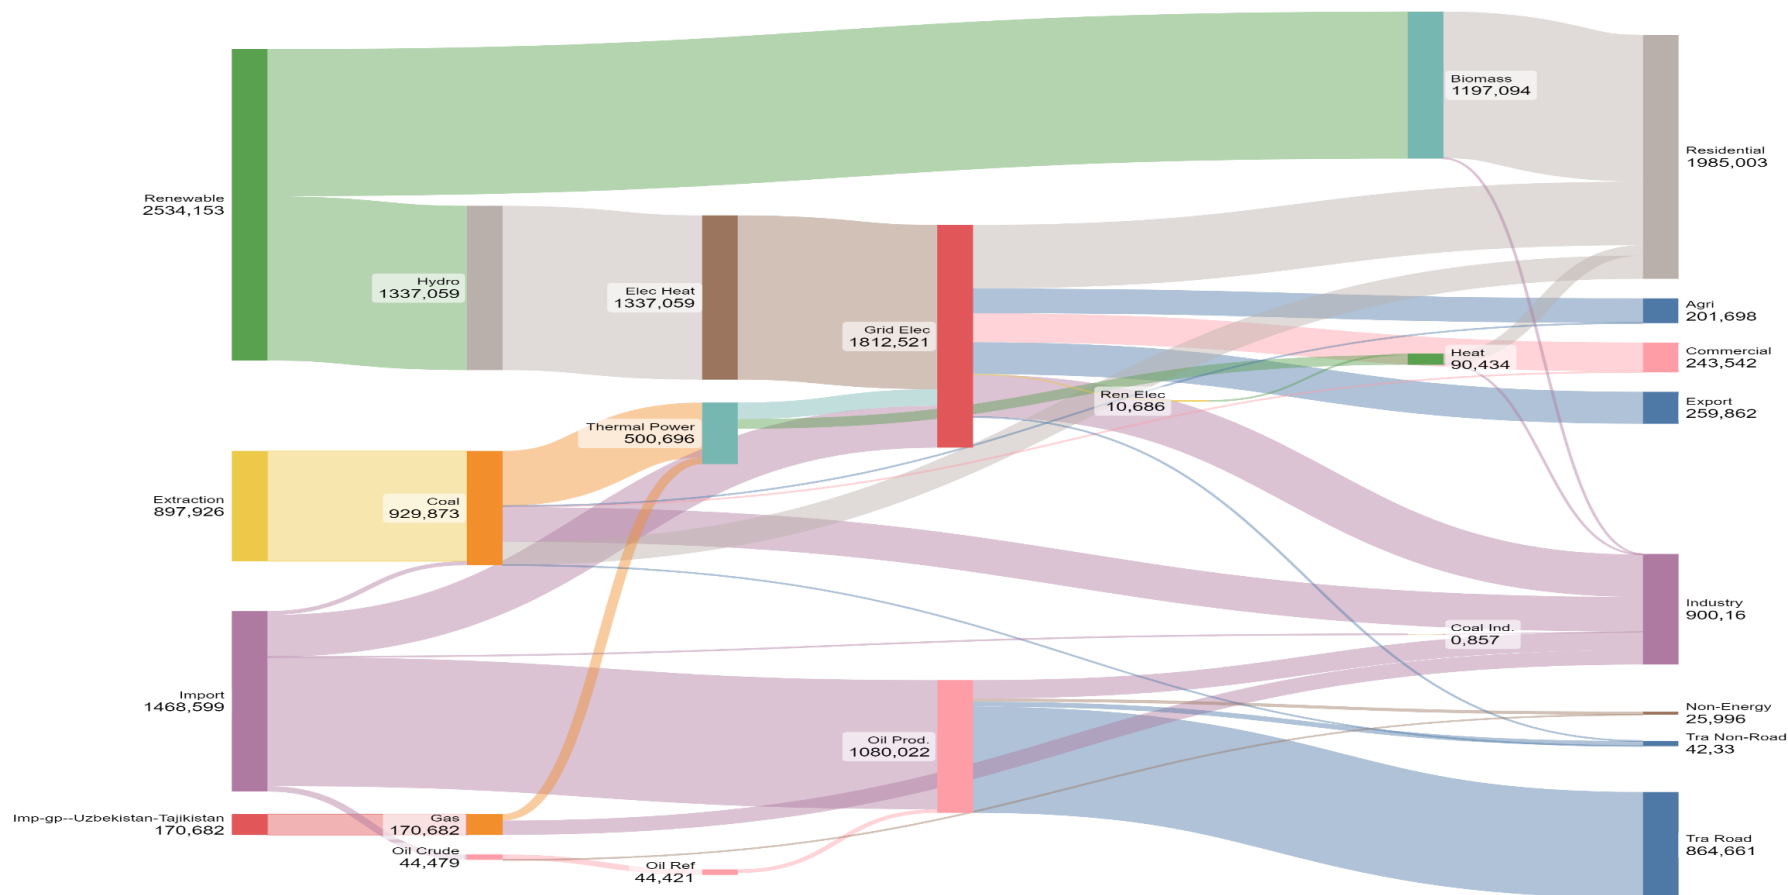 Biomass
1197,094
Residential
1985,003
Renewable
2534,153
Hydro
1337,059
Elec Heat
1337,059
Grid Elec
1812,521
Agri
201,698
Heat
90,434
Commercial
243,542
Ren Elec
10,686
Export
259,862
Thermal Power
500,696
Extraction
897,926
Coal
929,873
Industry
900,16
Coal Ind.
0,857
Import
1468,599
Oil Prod.
1080,022
Non-Energy
25,996
Tra Non-Road
42,33
Imp-gp--Uzbekistan-Tajikistan
170,682
Gas
170,682
Oil Crude
44,479
Oil Ref
44,421
Tra Road
864,661